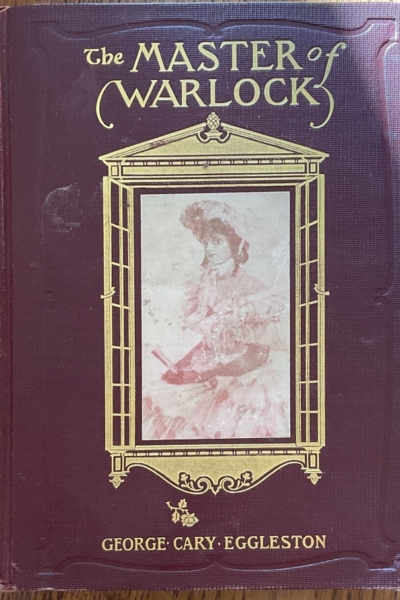 The MASTER of
WARLOCK
GEORGE · CARY · EGGLESTON